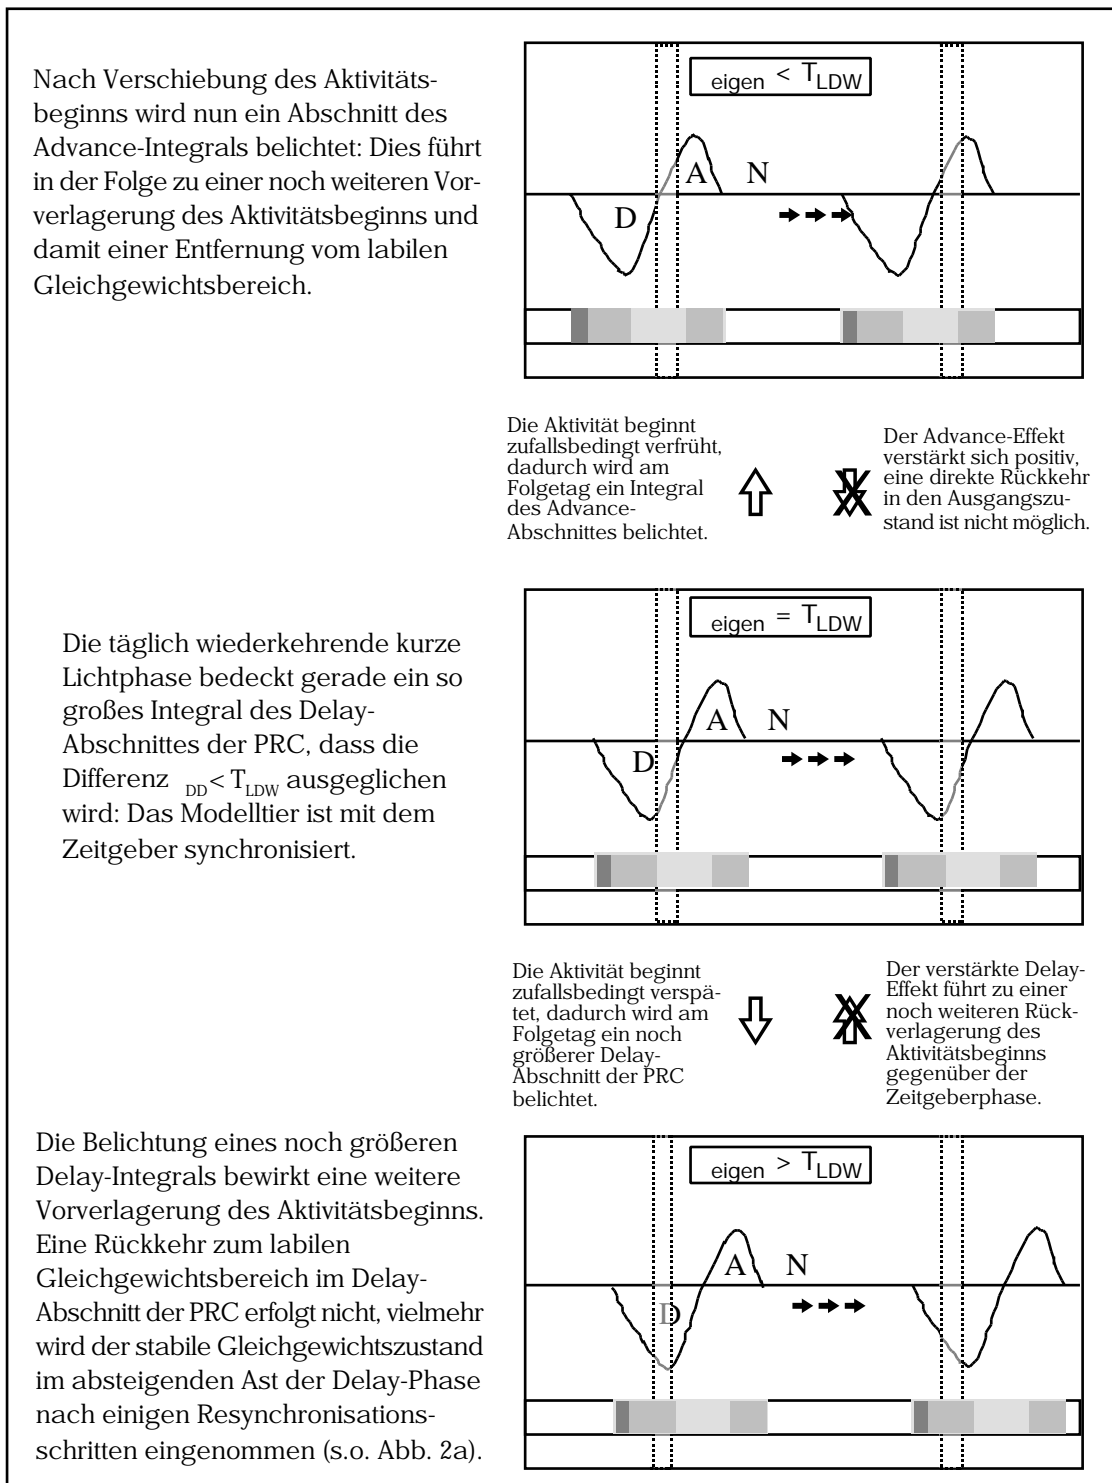 Nach Verschiebung des Aktivitäts-
beginns wird nun ein Abschnitt des
Advance-Integrals belichtet: Dies führt
in der Folge zu einer noch weiteren Vor-
verlagerung des Aktivitätsbeginns und
damit einer Entfernung vom labilen
Gleichgewichtsbereich.
eigen < TLDW
A N
D
Die Aktivität beginnt
zufallsbedingt verfrüht,
dadurch wird am
Folgetag ein Integral
des Advance-
Abschnittes belichtet.
Der Advance-Effekt
verstärkt sich positiv,
eine direkte Rückkehr
in den Ausgangszu-
stand ist nicht möglich.
Die täglich wiederkehrende kurze
Lichtphase bedeckt gerade ein so
großes Integral des Delay-
Abschnittes der PRC, dass die
Differenz DD< TLDW ausgeglichen
wird: Das Modelltier ist mit dem
Zeitgeber synchronisiert.
eigen = TLDW
A N
D
Die Aktivität beginnt
zufallsbedingt verspä-
tet, dadurch wird am
Folgetag ein noch
größerer Delay-
Abschnitt der PRC
belichtet.
Der verstärkte Delay-
Effekt führt zu einer
noch weiteren Rück-
verlagerung des
Aktivitätsbeginns
gegenüber der
Zeitgeberphase.
Die Belichtung eines noch größeren
Delay-Integrals bewirkt eine weitere
Vorverlagerung des Aktivitätsbeginns.
Eine Rückkehr zum labilen
Gleichgewichtsbereich im Delay-
Abschnitt der PRC erfolgt nicht, vielmehr
wird der stabile Gleichgewichtszustand
im absteigenden Ast der Delay-Phase
nach einigen Resynchronisations-
schritten eingenommen (s.o. Abb. 2a).
eigen > TLDW
A N
D